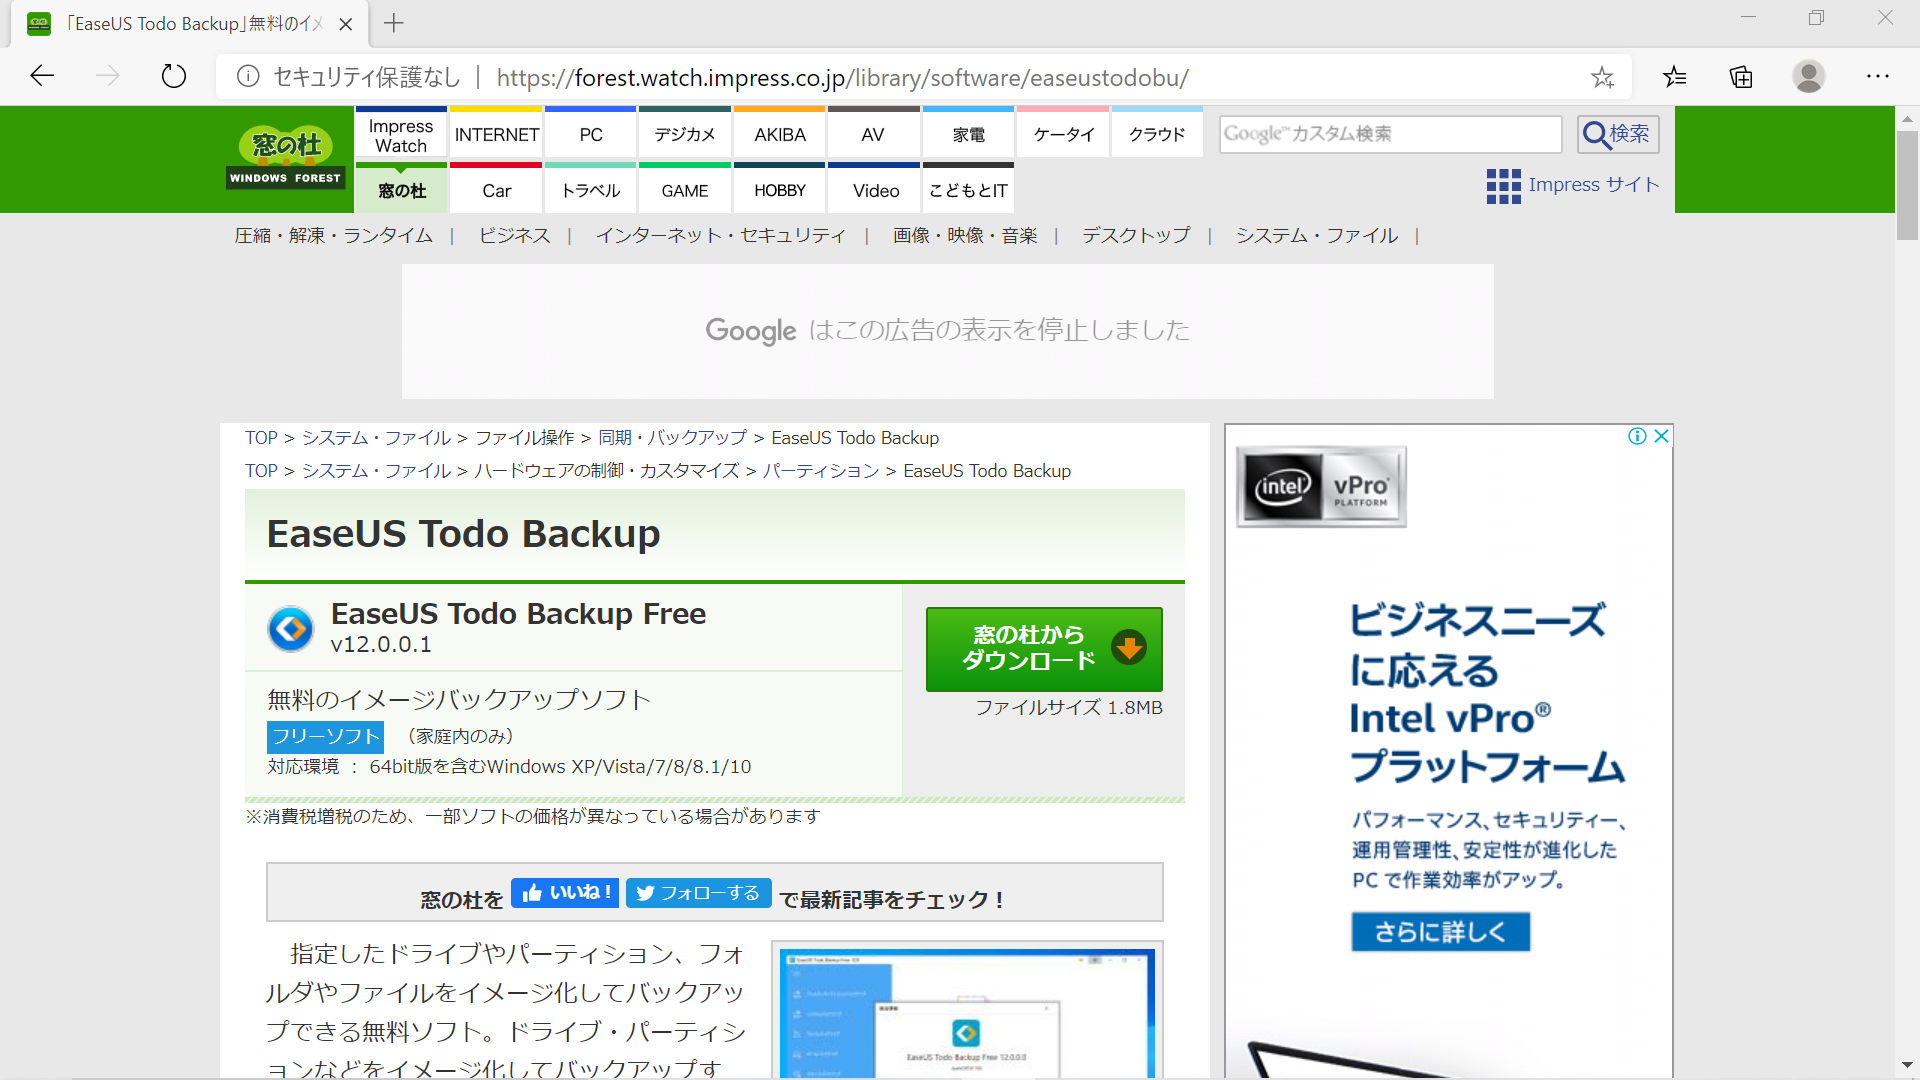 「EaseUS Todo Backup」無料のイメ
セキュリティ保護なし | https://forest.watch.impress.co.jp/library/software/easeustodobu/
窓の杜
WINDOWS FOREST
Impress Watch
INTERNET
PC
デジカメ
AKIBA
AV
家電
ケータイ
クラウド
Google™カスタム検索
検索
窓の杜
Car
トラベル
GAME
HOBBY
Video
こどもとIT
Impress サイト
圧縮・解凍・ランタイム | ビジネス | インターネット・セキュリティ | 画像・映像・音楽 | デスクトップ | システム・ファイル |
Google はこの広告の表示を停止しました
TOP > システム・ファイル > ファイル操作 > 同期・バックアップ > EaseUS Todo Backup
TOP > システム・ファイル > ハードウェアの制御・カスタマイズ > パーティション > EaseUS Todo Backup
EaseUS Todo Backup
EaseUS Todo Backup Free
v12.0.0.1
窓の杜から
ダウンロード
ファイルサイズ 1.8MB
無料のイメージバックアップソフト
フリーソフト （家庭内のみ）
対応環境 ： 64bit版を含むWindows XP/Vista/7/8/8.1/10
※消費税増税のため、一部ソフトの価格が異なっている場合があります
窓の杜を いいね！ フォローする で最新記事をチェック！
指定したドライブやパーティション、フォ
ルダやファイルをイメージ化してバックアッ
プできる無料ソフト。ドライブ・パーティシ
ョンなどをイメージ化してバックアップす
EaseUS Todo Backup Free 12.0.0.0
intel vPro PLATFORM
ビジネスニーズ
に応える
Intel vPro®
プラットフォーム
パフォーマンス、セキュリティー、
運用管理性、安定性が進化した
PC で作業効率がアップ。
さらに詳しく